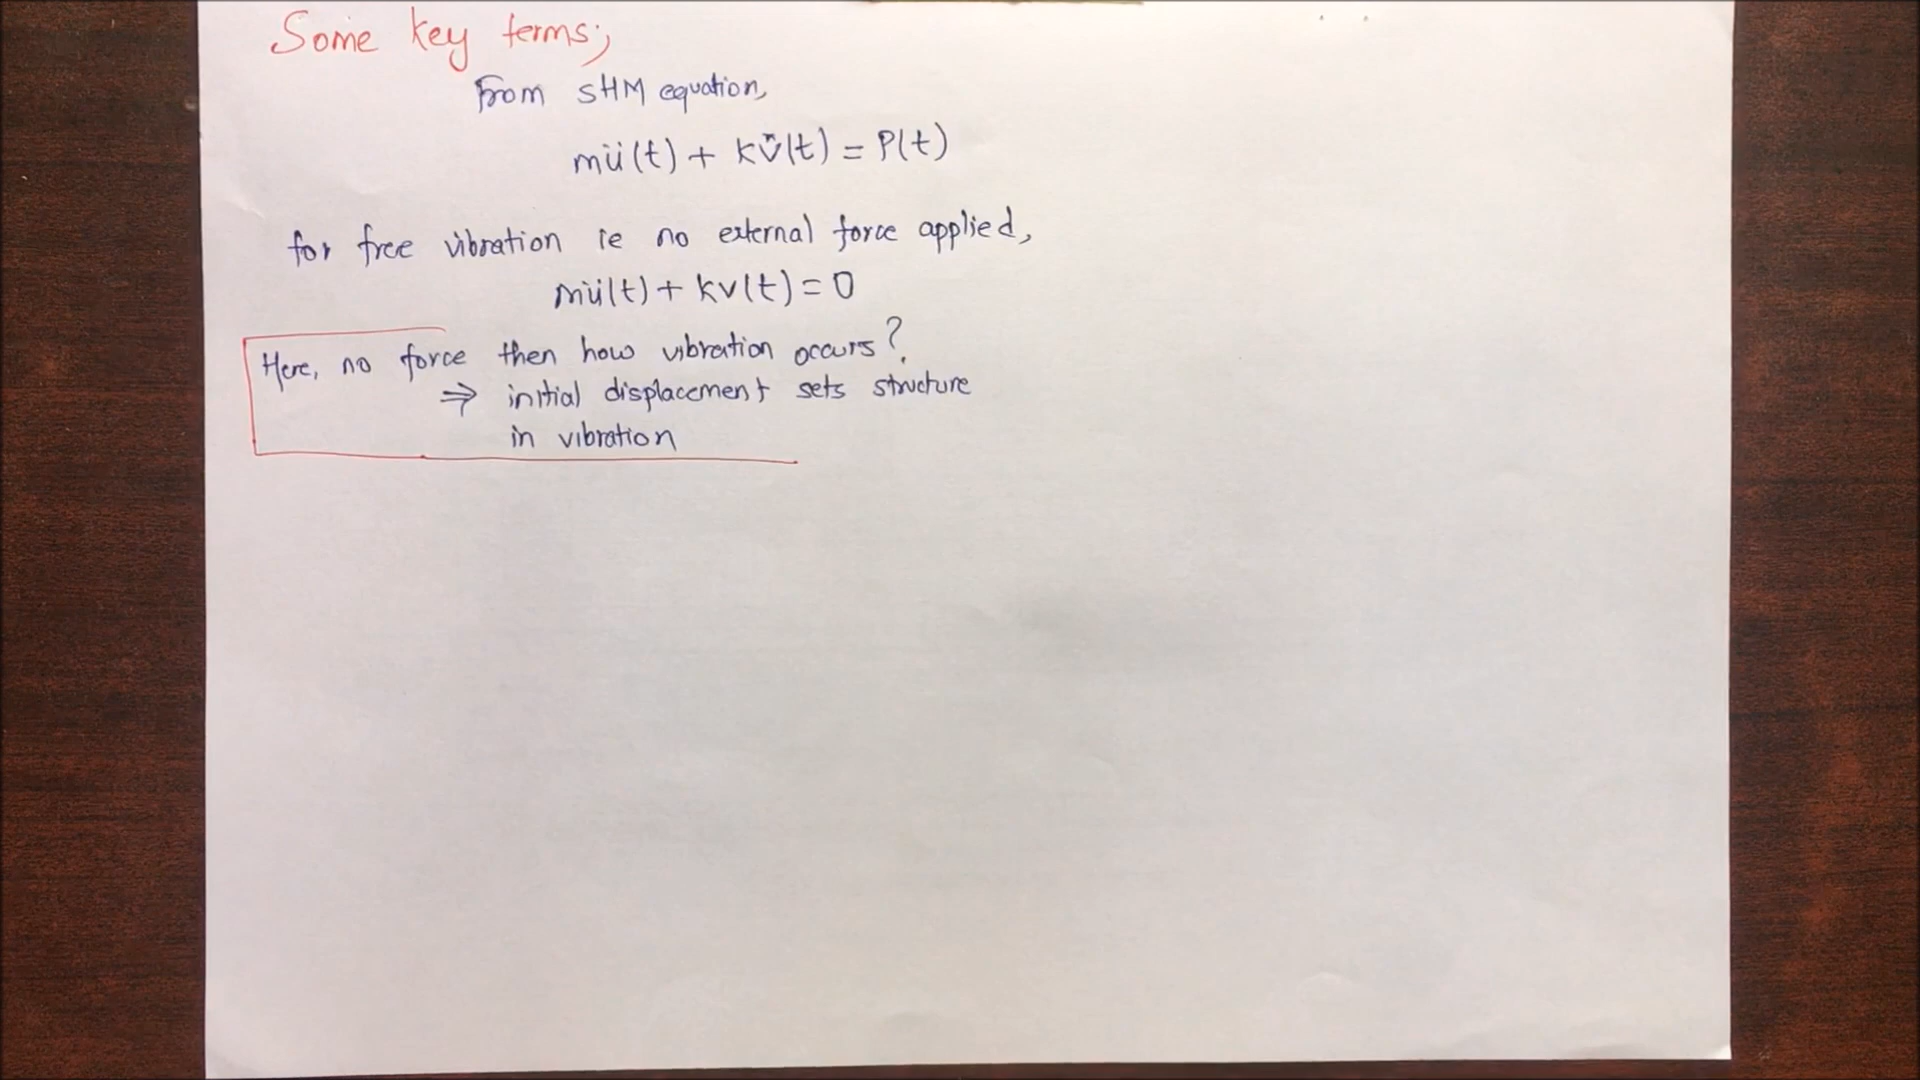 Some key terms;
From SHM equation,
mü(t) + kv̈(t) = P(t)
for free vibration ie no external force applied,
mü(t) + kv(t) = 0
Here, no force then how vibration occurs?
⇒ initial displacement sets structure
in vibration